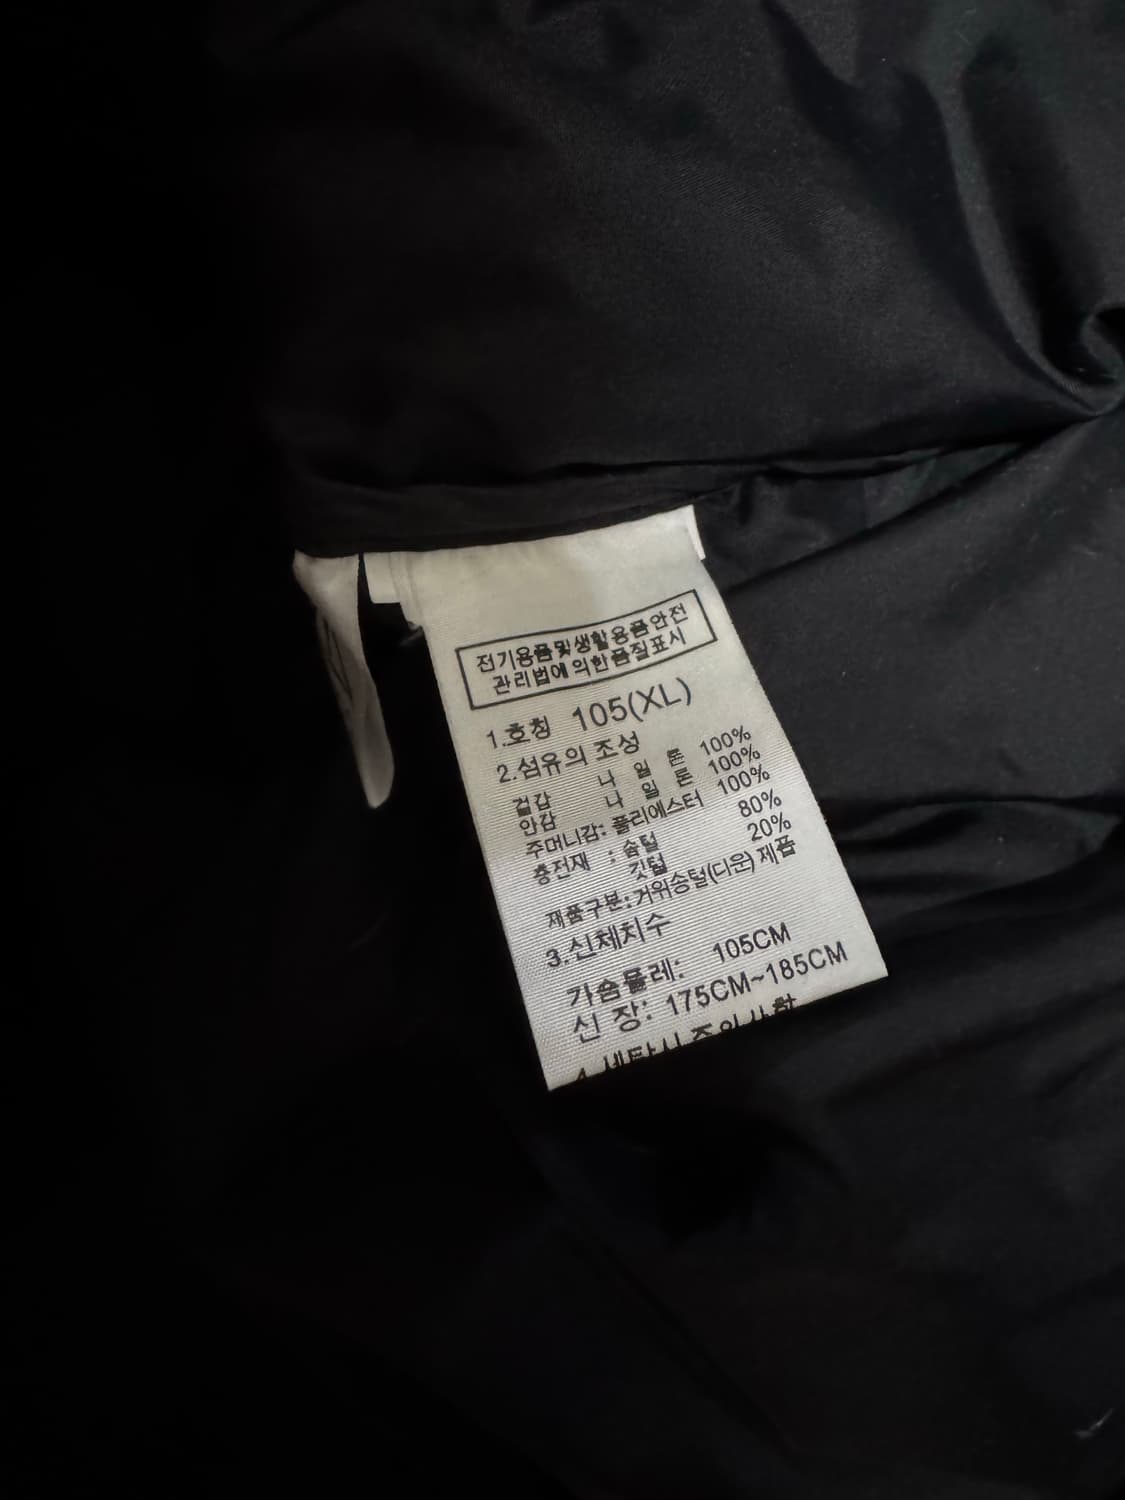 전기용품및생활용품안전
관리법에의한품질표시
1.호칭 105(XL)
2.섬유의 조성
겉감 나 일 론 100%
안감 나 일 론 100%
주머니감: 폴리에스터 100%
충전재 : 솜털 80%
깃털 20%
제품구분:거위솜털(다운) 제품
3.신체치수
가슴둘레: 105CM
신 장: 175CM~185CM